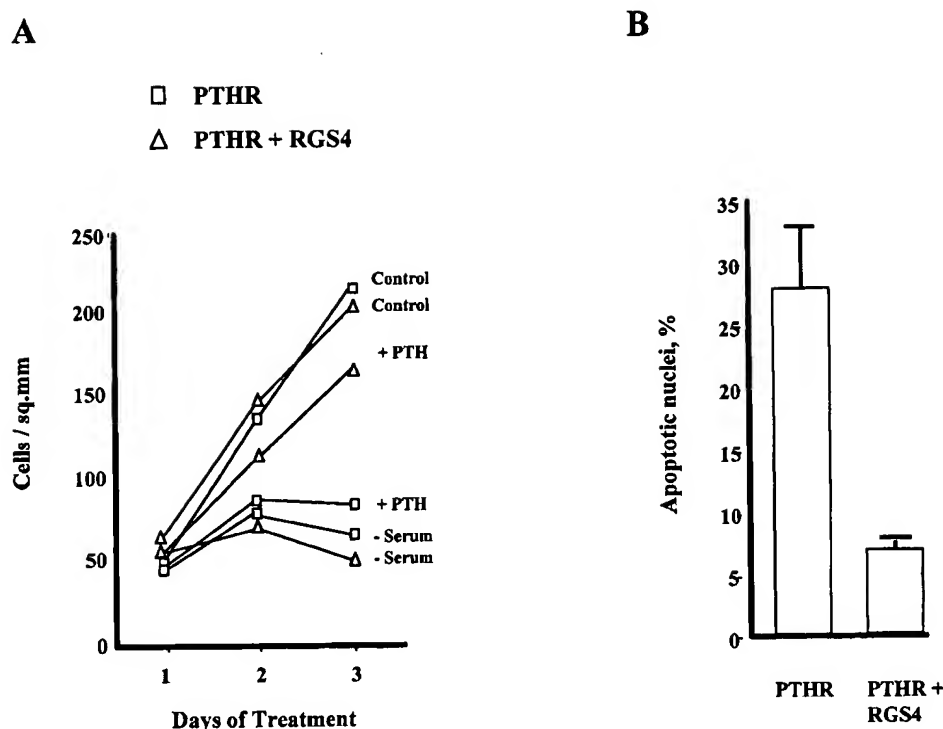 A
PTHR
PTHR + RGS4
250
200
150
100
50
0
Cells / sq.mm
Control
Control
+ PTH
+ PTH
- Serum
- Serum
1 2 3
Days of Treatment
B
35
30
25
20
15
10
5
0
Apoptotic nuclei, %
PTHR
PTHR +
RGS4